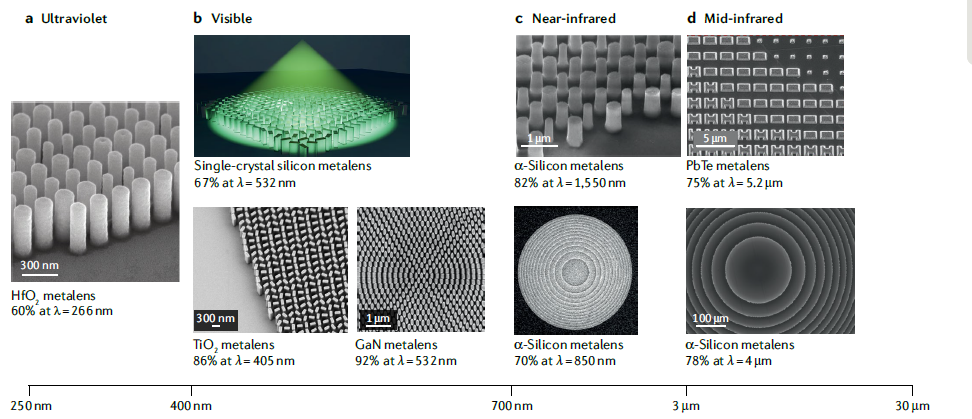 a Ultraviolet
300 nm
HfO₂ metalens
60% at λ = 266 nm
b Visible
Single-crystal silicon metalens
67% at λ = 532 nm
300 nm
TiO₂ metalens
86% at λ = 405 nm
1 μm
GaN metalens
92% at λ = 532 nm
c Near-infrared
1 μm
α-Silicon metalens
82% at λ = 1,550 nm
α-Silicon metalens
70% at λ = 850 nm
d Mid-infrared
5 μm
PbTe metalens
75% at λ = 5.2 μm
100 μm
α-Silicon metalens
78% at λ = 4 μm
250 nm 400 nm 700 nm 3 μm 30 μm